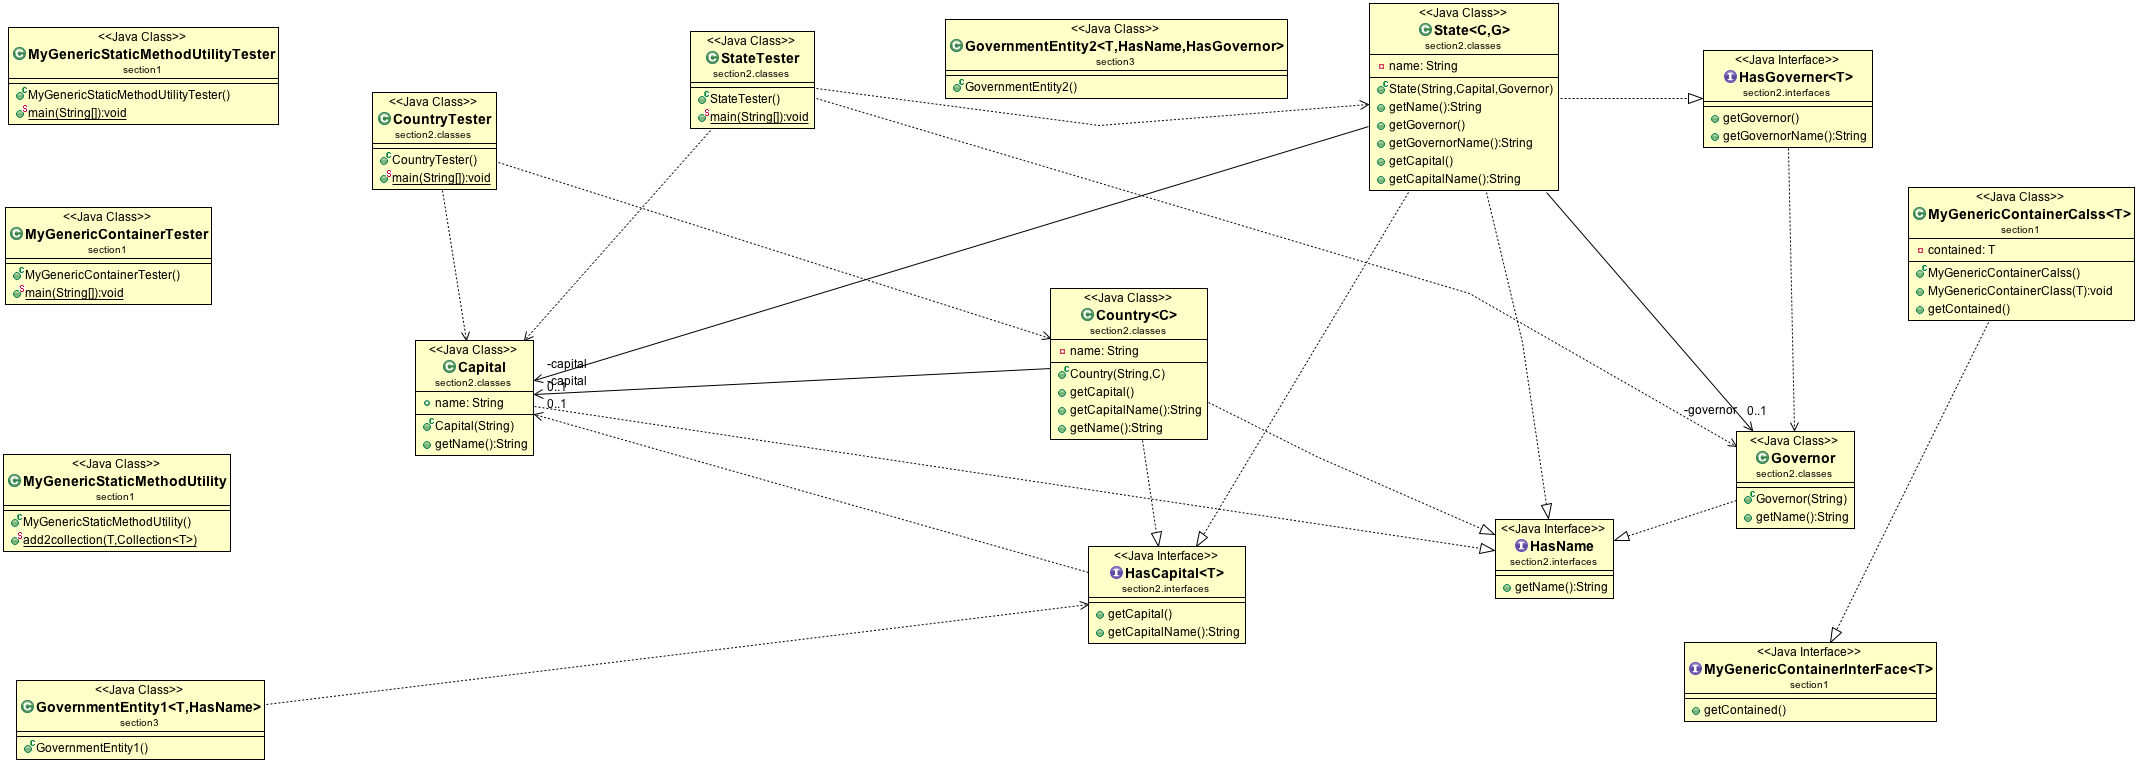 <<Java Class>>
MyGenericStaticMethodUtilityTester
section1
MyGenericStaticMethodUtilityTester()
main(String[]):void
<<Java Class>>
CountryTester
section2.classes
CountryTester()
main(String[]):void
<<Java Class>>
StateTester
section2.classes
StateTester()
main(String[]):void
<<Java Class>>
GovernmentEntity2<T,HasName,HasGovernor>
section3
GovernmentEntity2()
<<Java Class>>
State<C,G>
section2.classes
name: String
State(String,Capital,Governor)
getName():String
getGovernor()
getGovernorName():String
getCapital()
getCapitalName():String
<<Java Interface>>
HasGoverner<T>
section2.interfaces
getGovernor()
getGovernorName():String
<<Java Class>>
MyGenericContainerCalss<T>
section1
contained: T
MyGenericContainerCalss()
MyGenericContainerClass(T):void
getContained()
<<Java Class>>
MyGenericContainerTester
section1
MyGenericContainerTester()
main(String[]):void
<<Java Class>>
Country<C>
section2.classes
name: String
Country(String,C)
getCapital()
getCapitalName():String
getName():String
<<Java Class>>
Capital
section2.classes
name: String
Capital(String)
getName():String
-capital
-capital
0..1
0..1
-governor
0..1
<<Java Class>>
Governor
section2.classes
Governor(String)
getName():String
<<Java Class>>
MyGenericStaticMethodUtility
section1
MyGenericStaticMethodUtility()
add2collection(T,Collection<T>)
<<Java Interface>>
HasName
section2.interfaces
getName():String
<<Java Interface>>
HasCapital<T>
section2.interfaces
getCapital()
getCapitalName():String
<<Java Interface>>
MyGenericContainerInterFace<T>
section1
getContained()
<<Java Class>>
GovernmentEntity1<T,HasName>
section3
GovernmentEntity1()